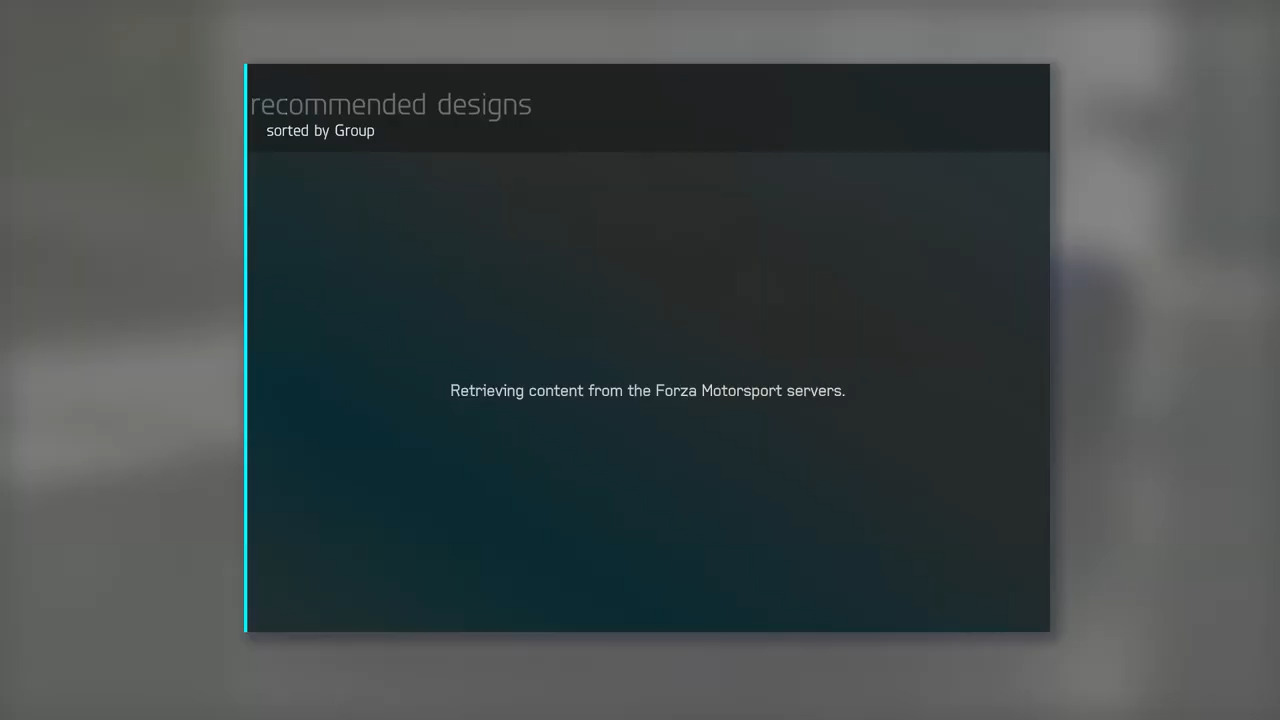 recommended designs
sorted by Group
Retrieving content from the Forza Motorsport servers.